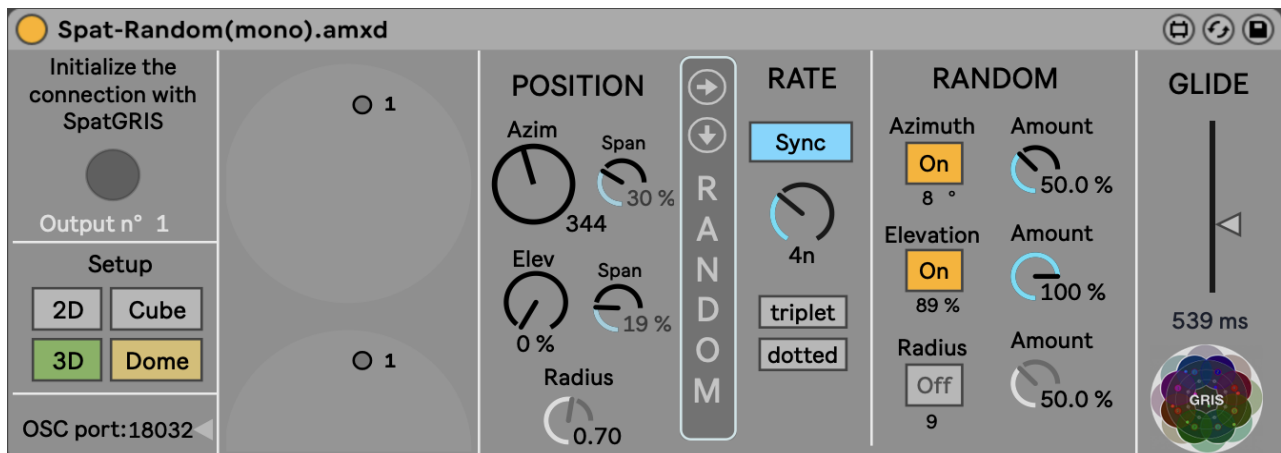 Spat-Random(mono).amxd
Initialize the
connection with
SpatGRIS
Output n° 1
Setup
2D
Cube
3D
Dome
OSC port:18032
1
1
POSITION
Azim
344
Span
30 %
Elev
0 %
Span
19 %
Radius
0.70
RANDOM
RATE
Sync
4n
triplet
dotted
RANDOM
Azimuth
On
8 °
Amount
50.0 %
Elevation
On
89 %
Amount
100 %
Radius
Off
9
Amount
50.0 %
GLIDE
539 ms
GRIS